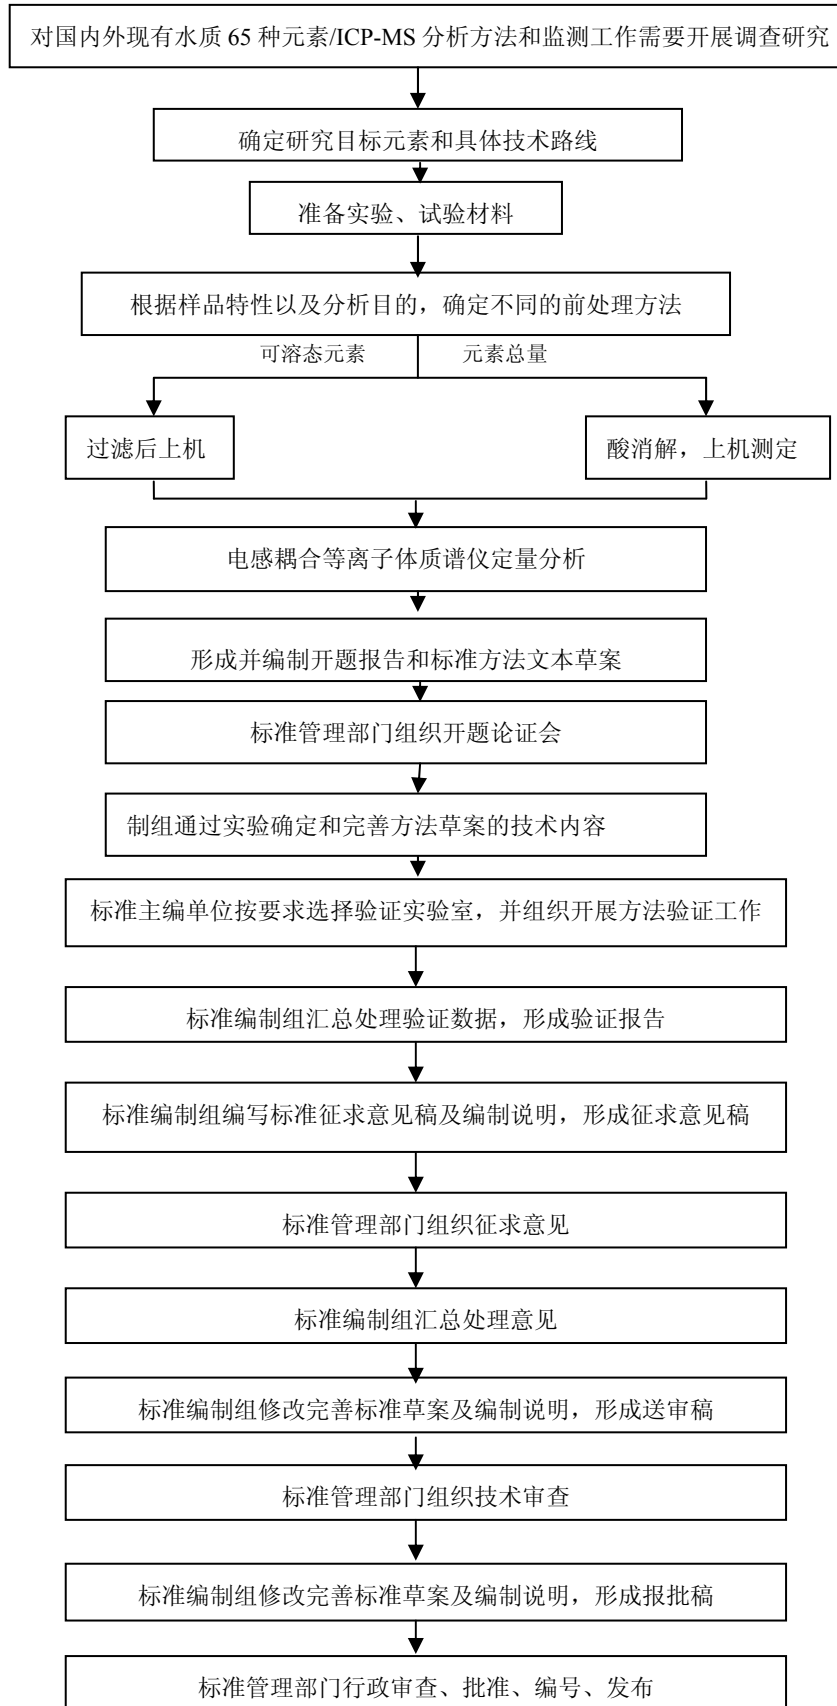 对国内外现有水质 65 种元素/ICP-MS 分析方法和监测工作需要开展调查研究
确定研究目标元素和具体技术路线
准备实验、试验材料
根据样品特性以及分析目的，确定不同的前处理方法
可溶态元素
元素总量
过滤后上机
酸消解，上机测定
电感耦合等离子体质谱仪定量分析
形成并编制开题报告和标准方法文本草案
标准管理部门组织开题论证会
制组通过实验确定和完善方法草案的技术内容
标准主编单位按要求选择验证实验室，并组织开展方法验证工作
标准编制组汇总处理验证数据，形成验证报告
标准编制组编写标准征求意见稿及编制说明，形成征求意见稿
标准管理部门组织征求意见
标准编制组汇总处理意见
标准编制组修改完善标准草案及编制说明，形成送审稿
标准管理部门组织技术审查
标准编制组修改完善标准草案及编制说明，形成报批稿
标准管理部门行政审查、批准、编号、发布